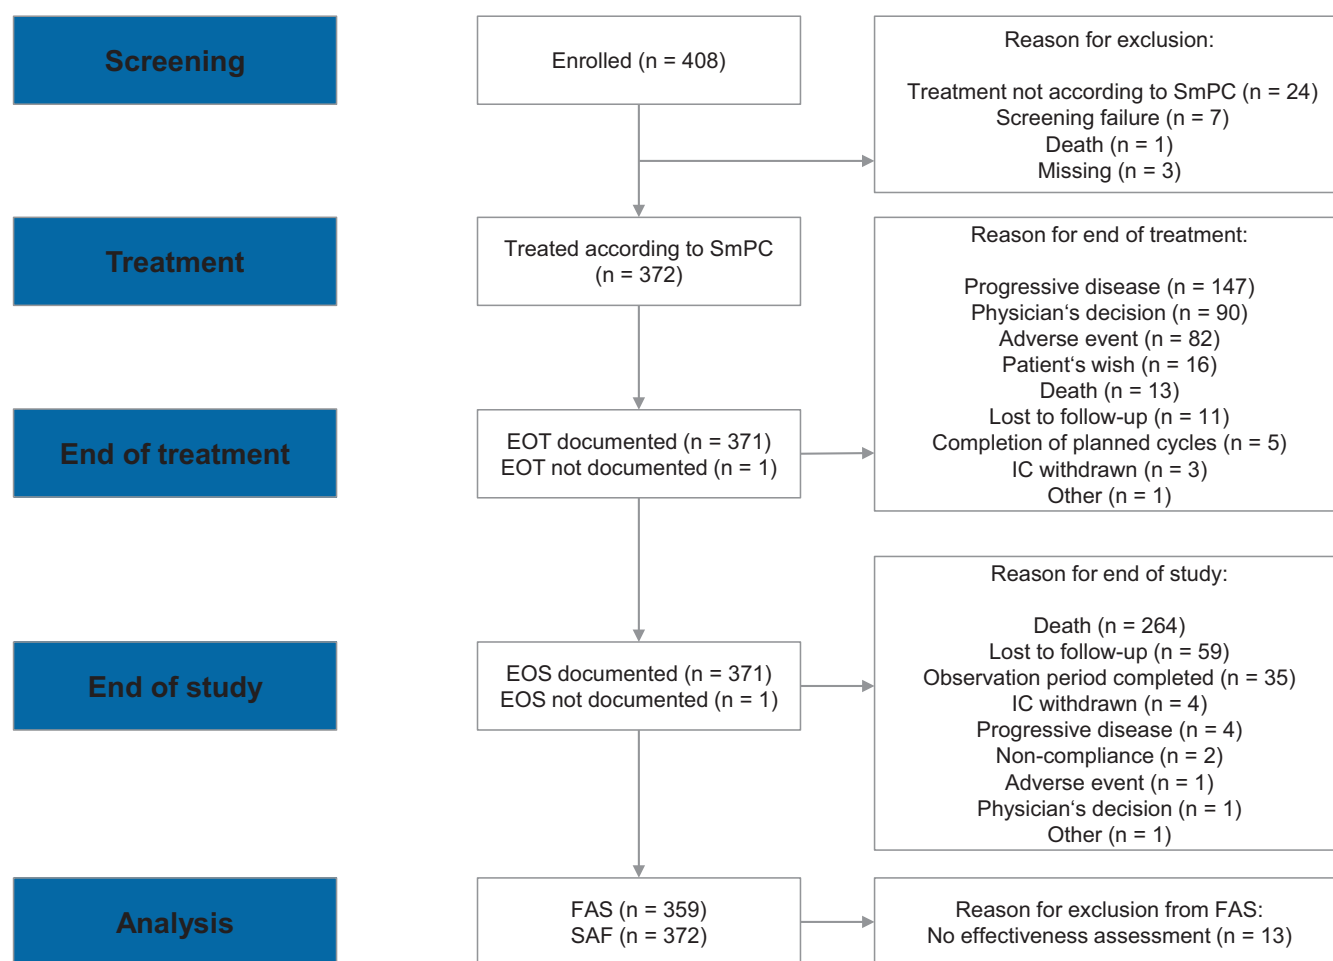 Screening
Enrolled (n = 408)
Reason for exclusion:
Treatment not according to SmPC (n = 24)
Screening failure (n = 7)
Death (n = 1)
Missing (n = 3)
Treatment
Treated according to SmPC
(n = 372)
Reason for end of treatment:
Progressive disease (n = 147)
Physician‘s decision (n = 90)
Adverse event (n = 82)
Patient‘s wish (n = 16)
Death (n = 13)
Lost to follow-up (n = 11)
Completion of planned cycles (n = 5)
IC withdrawn (n = 3)
Other (n = 1)
End of treatment
EOT documented (n = 371)
EOT not documented (n = 1)
Reason for end of study:
Death (n = 264)
Lost to follow-up (n = 59)
Observation period completed (n = 35)
IC withdrawn (n = 4)
Progressive disease (n = 4)
Non-compliance (n = 2)
Adverse event (n = 1)
Physician‘s decision (n = 1)
Other (n = 1)
End of study
EOS documented (n = 371)
EOS not documented (n = 1)
Analysis
FAS (n = 359)
SAF (n = 372)
Reason for exclusion from FAS:
No effectiveness assessment (n = 13)